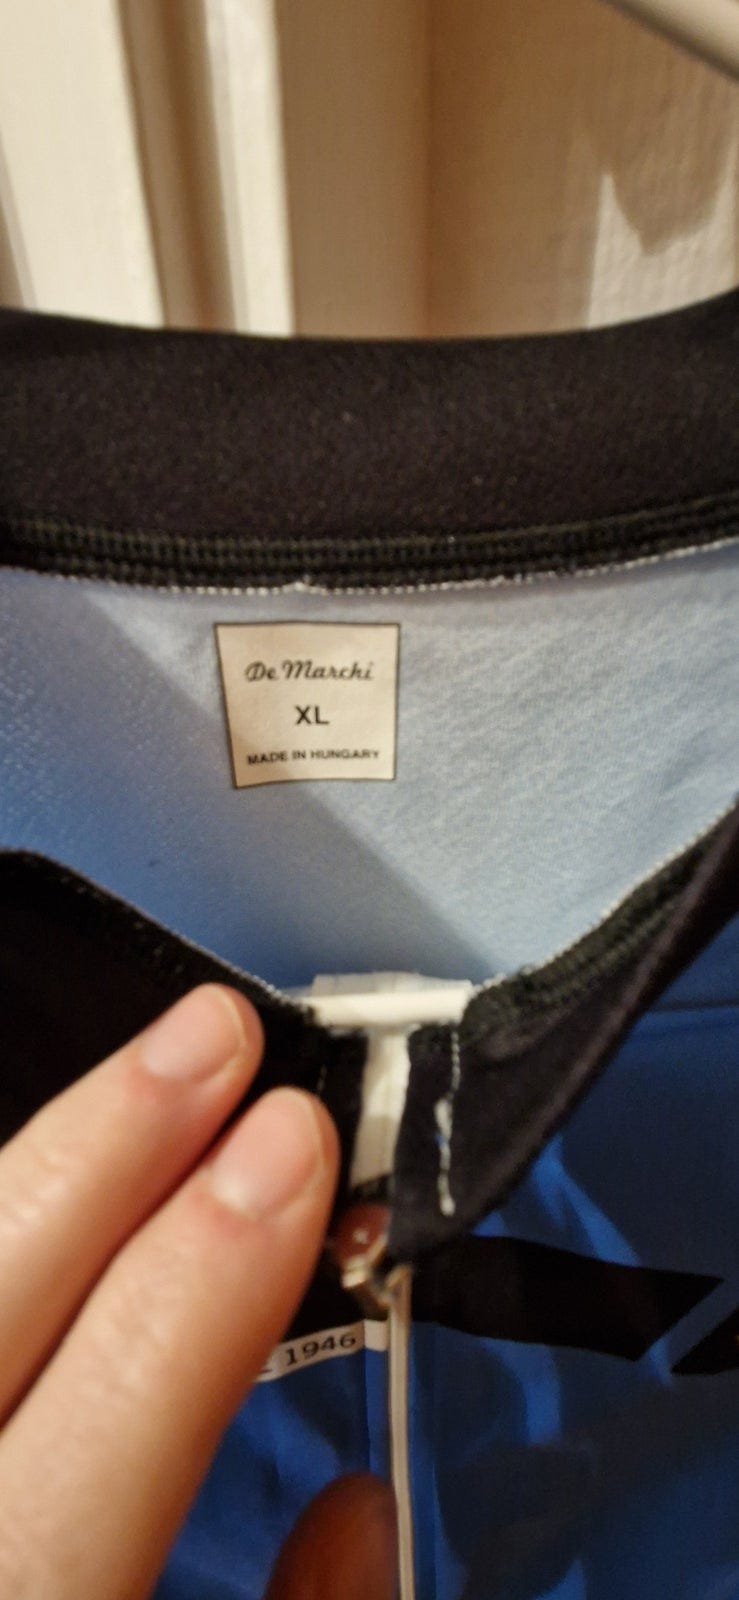 De Marchi
XL
MADE IN HUNGARY
1946